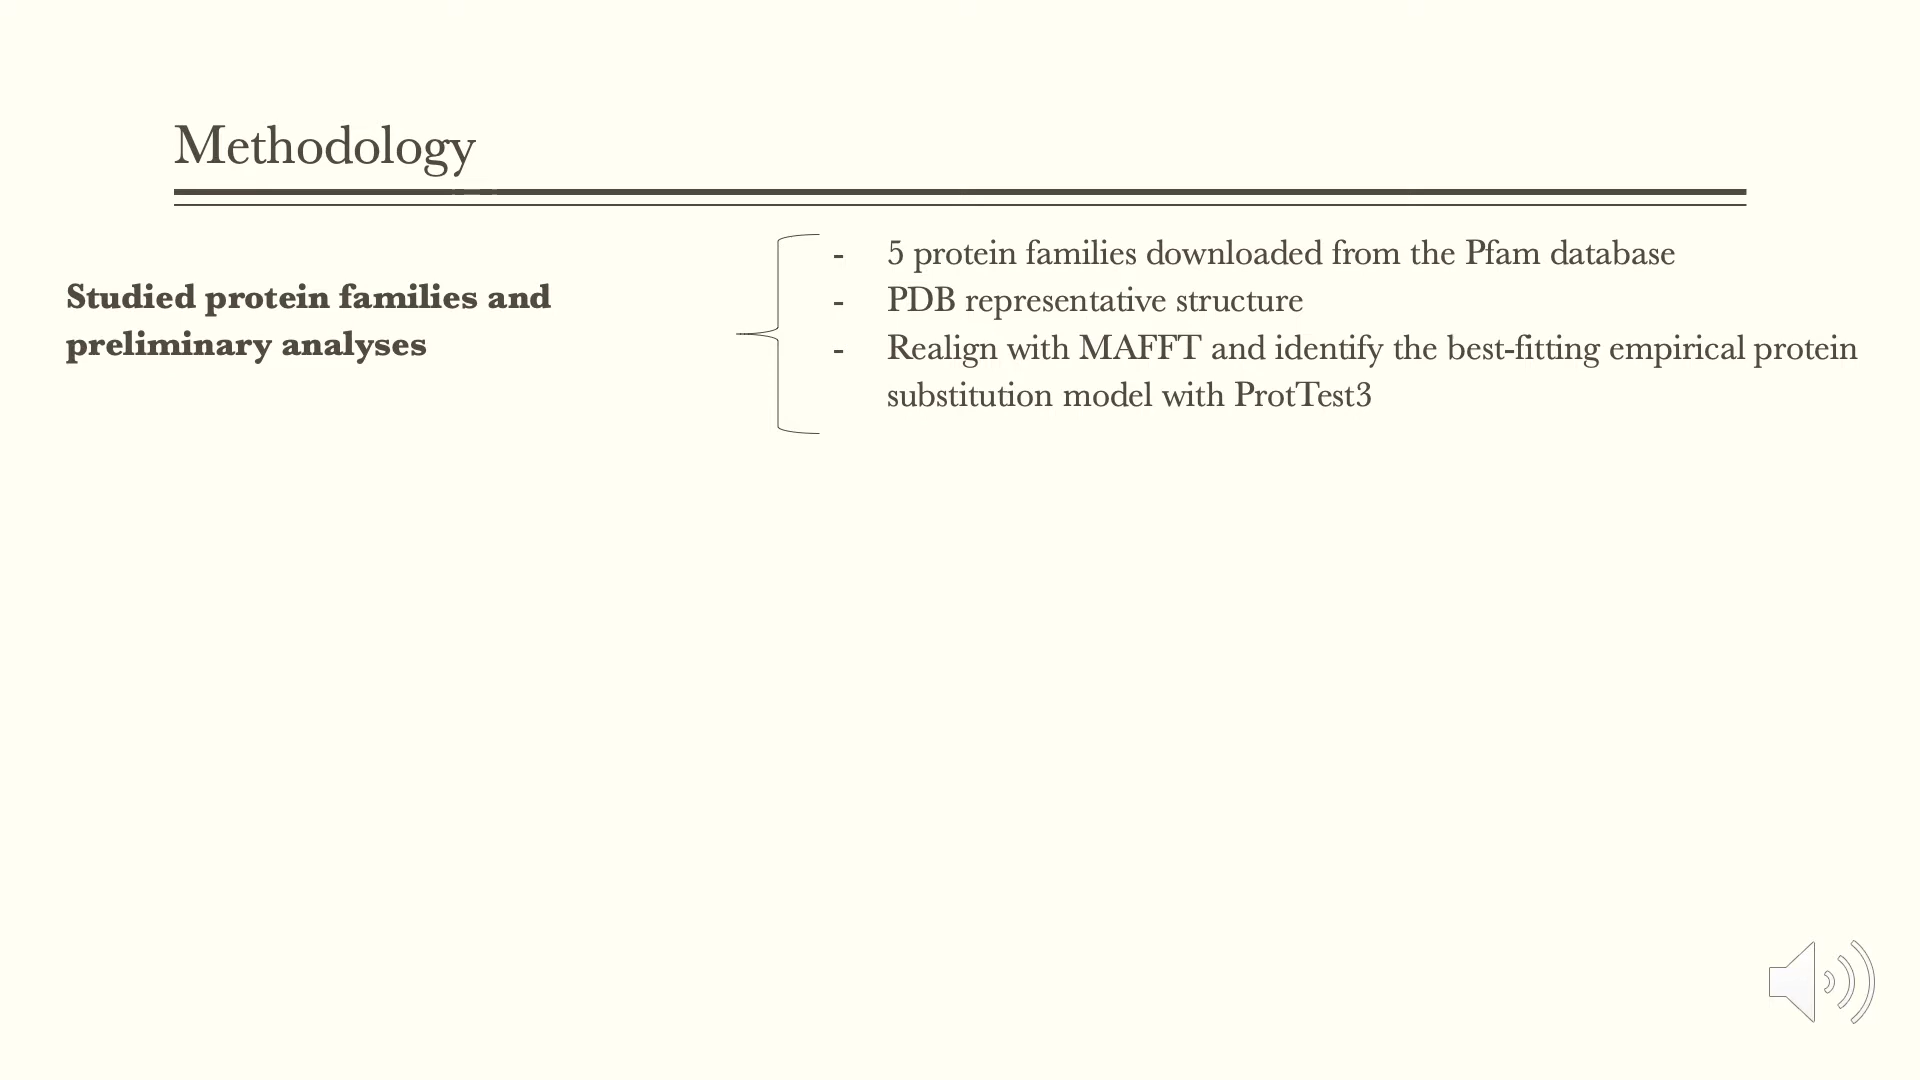 Methodology
Studied protein families and
preliminary analyses
- 5 protein families downloaded from the Pfam database
- PDB representative structure
- Realign with MAFFT and identify the best-fitting empirical protein
substitution model with ProtTest3